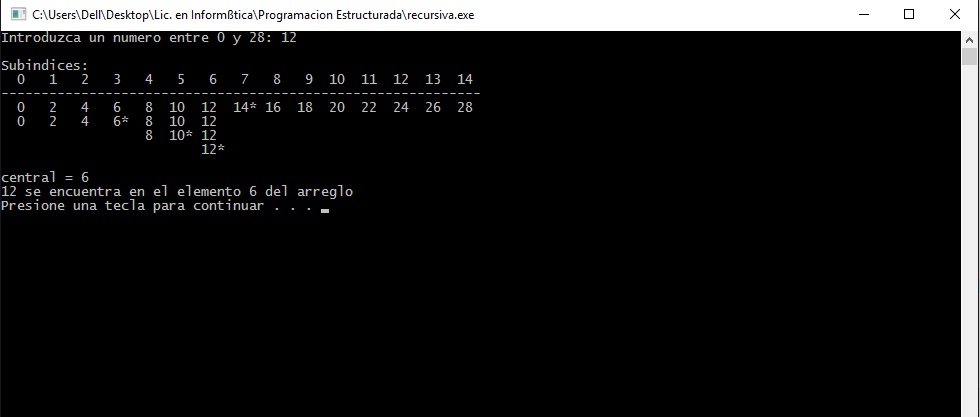 C:\Users\Dell\Desktop\Lic. en Informßtica\Programacion Estructurada\recursiva.exe
Introduzca un numero entre 0 y 28: 12
Subindices:
0 1 2 3 4 5 6 7 8 9 10 11 12 13 14
------------------------------------------------------------
0 2 4 6 8 10 12 14* 16 18 20 22 24 26 28
0 2 4 6* 8 10 12
8 10* 12
12*
central = 6
12 se encuentra en el elemento 6 del arreglo
Presione una tecla para continuar . . .